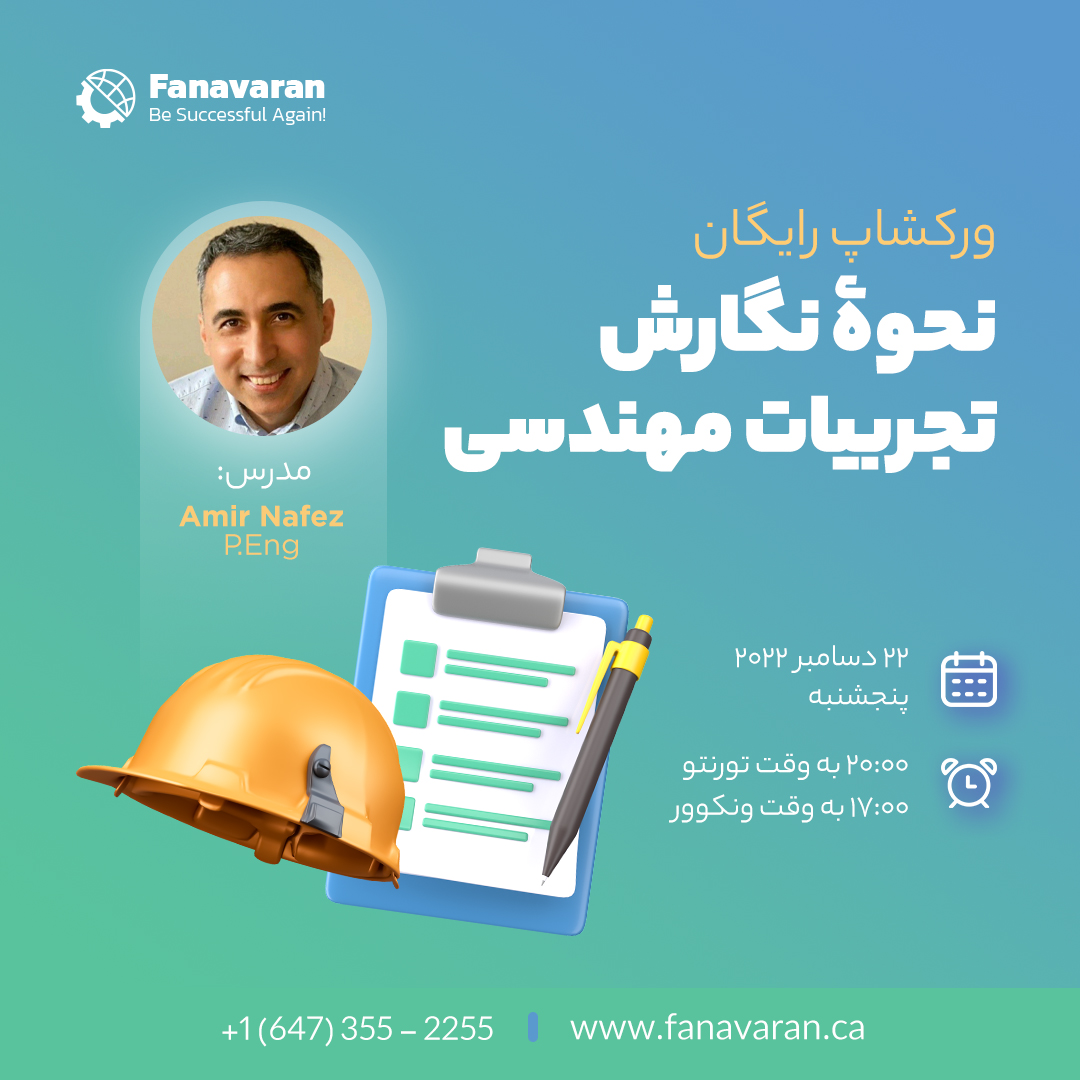 Fanavaran
Be Successful Again!
ورکشاپ رایگان
نحوهٔ نگارش
تجربیات مهندسی
مدرس:
Amir Nafez
P.Eng
۲۲ دسامبر ۲۰۲۲
پنجشنبه
۲۰:۰۰ به وقت تورنتو
۱۷:۰۰ به وقت ونکوور
+1 (647) 355 – 2255
www.fanavaran.ca